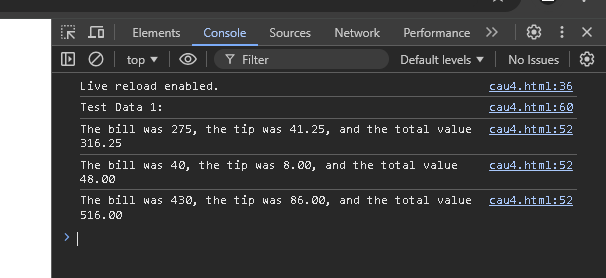 Elements Console Sources Network Performance
top Filter Default levels No Issues
Live reload enabled. cau4.html:36
Test Data 1: cau4.html:60
The bill was 275, the tip was 41.25, and the total value cau4.html:52
316.25
The bill was 40, the tip was 8.00, and the total value cau4.html:52
48.00
The bill was 430, the tip was 86.00, and the total value cau4.html:52
516.00